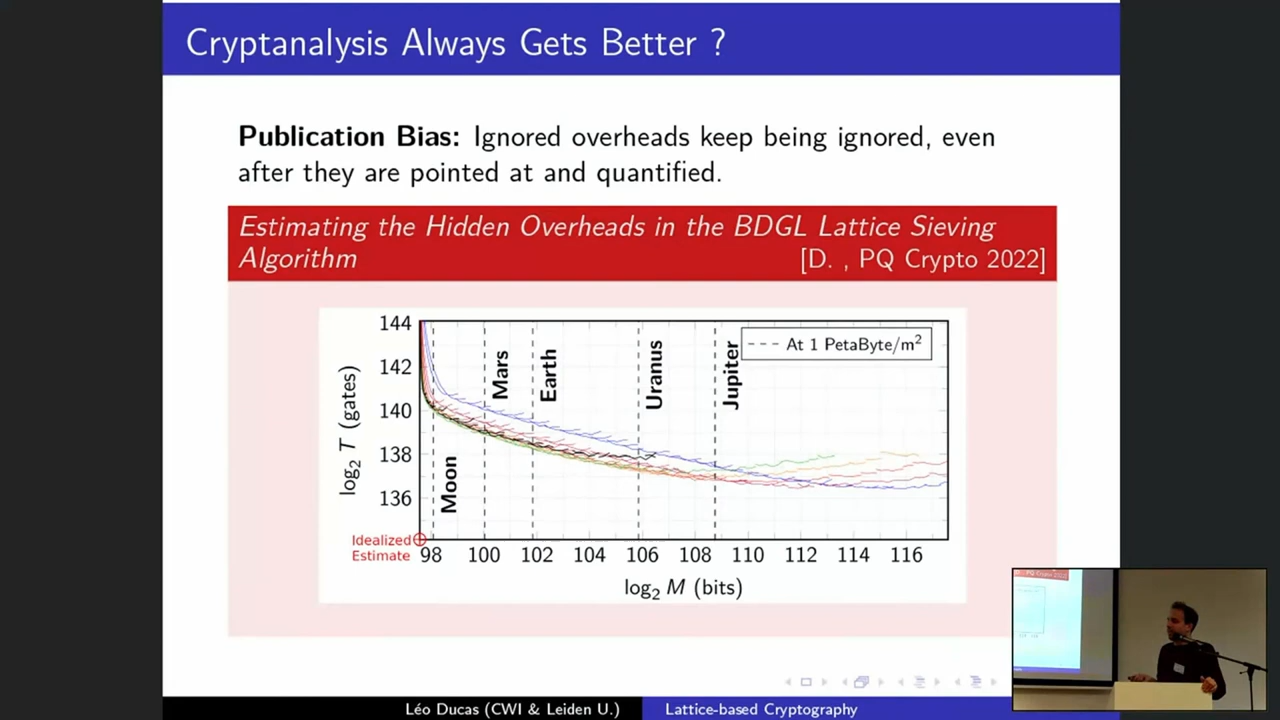 Cryptanalysis Always Gets Better ?
Publication Bias: Ignored overheads keep being ignored, even
after they are pointed at and quantified.
Estimating the Hidden Overheads in the BDGL Lattice Sieving
Algorithm [D. , PQ Crypto 2022]
144
142
140
138
136
log₂ T (gates)
Moon
Mars
Earth
Uranus
Jupiter
At 1 PetaByte/m²
Idealized
Estimate
98 100 102 104 106 108 110 112 114 116
log₂ M (bits)
Léo Ducas (CWI & Leiden U.) Lattice-based Cryptography